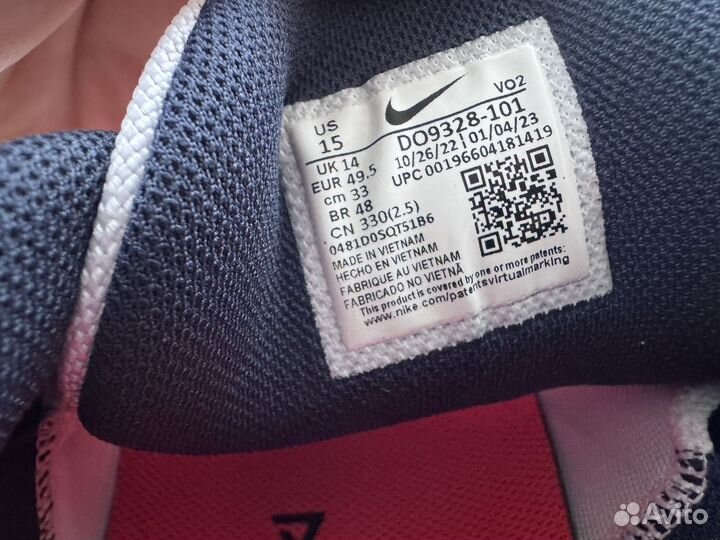 VO2
US
15
DO9328-101
10/26/22 | 01/04/23
UPC 00196604181419
UK 14
EUR 49.5
cm 33
BR 48
CN 330(2.5)
0481D0SQT51B6
MADE IN VIETNAM
HECHO EN VIETNAM
FABRIQUE AU VIETNAM
FABRICADO NO VIETNÃ
This product is covered by one or more patents:
www.nike.com/patentsvirtualmarking
Avito